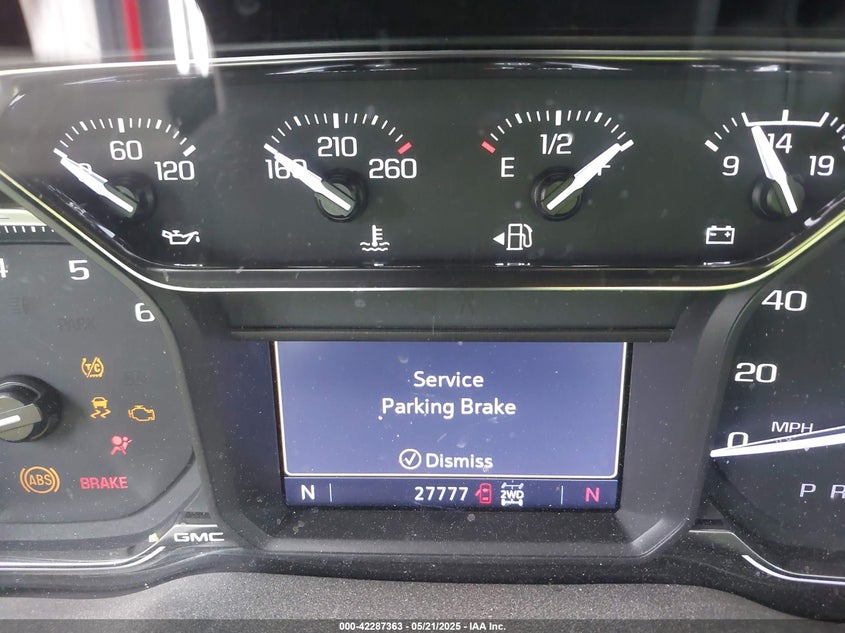 60
120
160
210
260
E
1/2
F
9
14
19
4
5
6
40
20
0
MPH
Service
Parking Brake
Dismiss
N
27777
2WD
N
ABS
BRAKE
P R
GMC
000-42287363 - 05/21/2025 - IAA Inc.